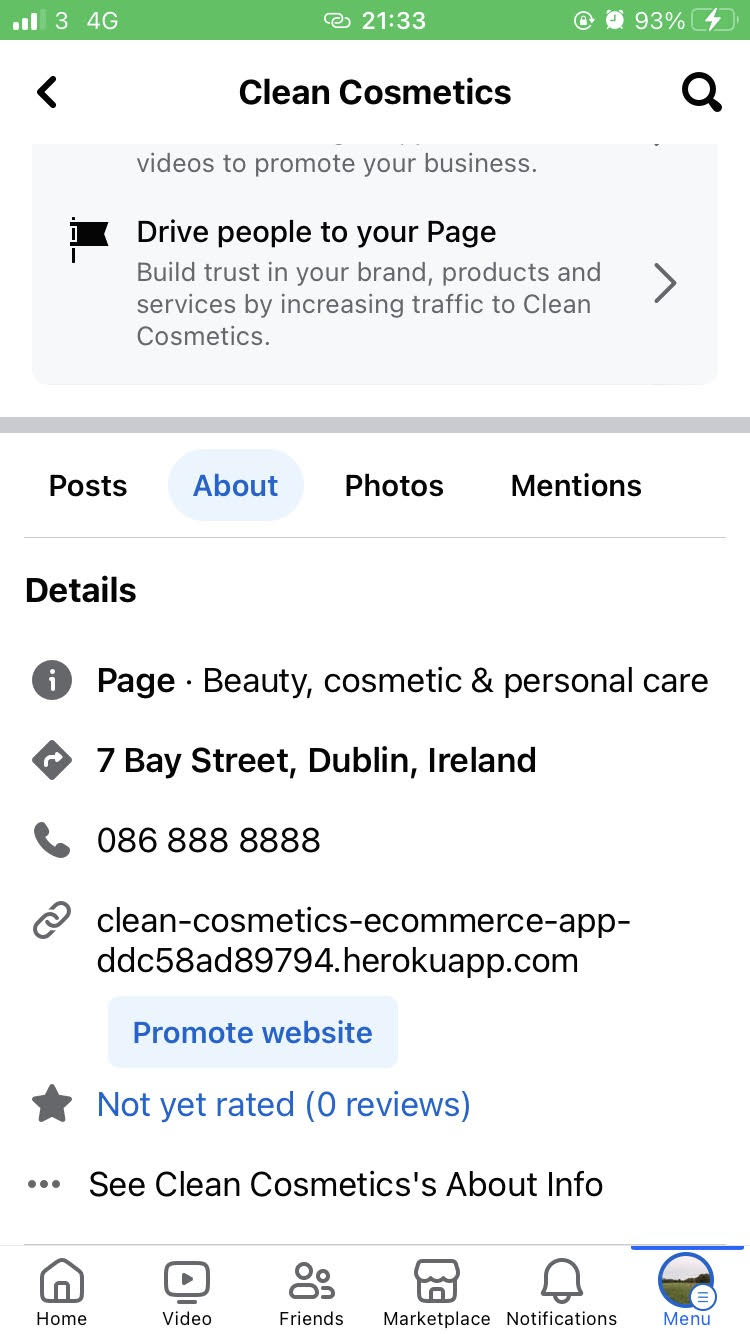 3 4G 21:33 93%
Clean Cosmetics
videos to promote your business.
Drive people to your Page
Build trust in your brand, products and
services by increasing traffic to Clean
Cosmetics.
Posts About Photos Mentions
Details
Page · Beauty, cosmetic & personal care
7 Bay Street, Dublin, Ireland
086 888 8888
clean-cosmetics-ecommerce-app-
ddc58ad89794.herokuapp.com
Promote website
Not yet rated (0 reviews)
See Clean Cosmetics's About Info
Home Video Friends Marketplace Notifications Menu